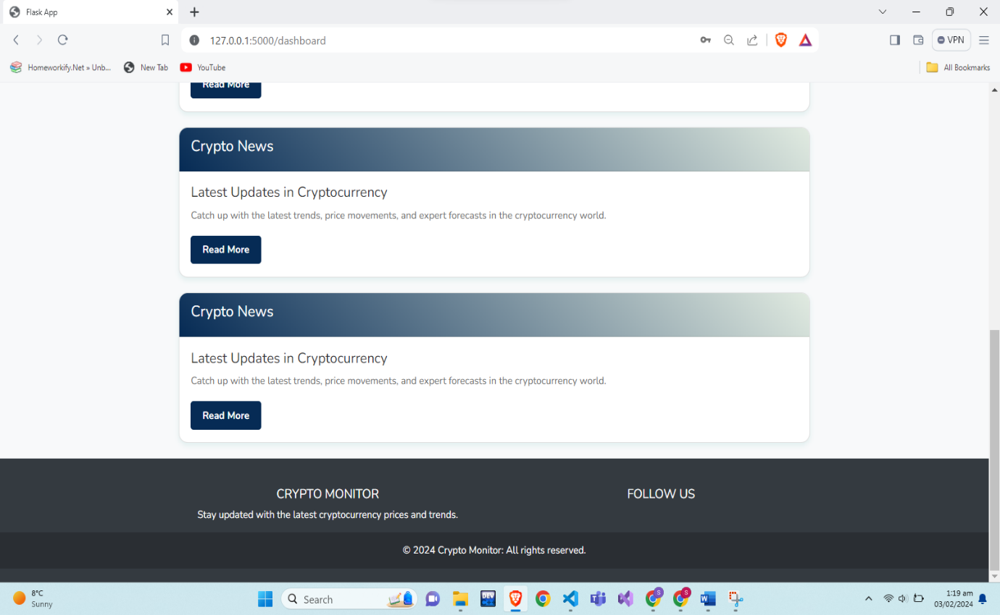 Flask App
127.0.0.1:5000/dashboard
VPN
Homeworkify.Net » Unb...
New Tab
YouTube
All Bookmarks
Read More
Crypto News
Latest Updates in Cryptocurrency
Catch up with the latest trends, price movements, and expert forecasts in the cryptocurrency world.
Read More
Crypto News
Latest Updates in Cryptocurrency
Catch up with the latest trends, price movements, and expert forecasts in the cryptocurrency world.
Read More
CRYPTO MONITOR
Stay updated with the latest cryptocurrency prices and trends.
FOLLOW US
© 2024 Crypto Monitor: All rights reserved.
8°C
Sunny
Search
DEV
S
S
1:19 am
03/02/2024